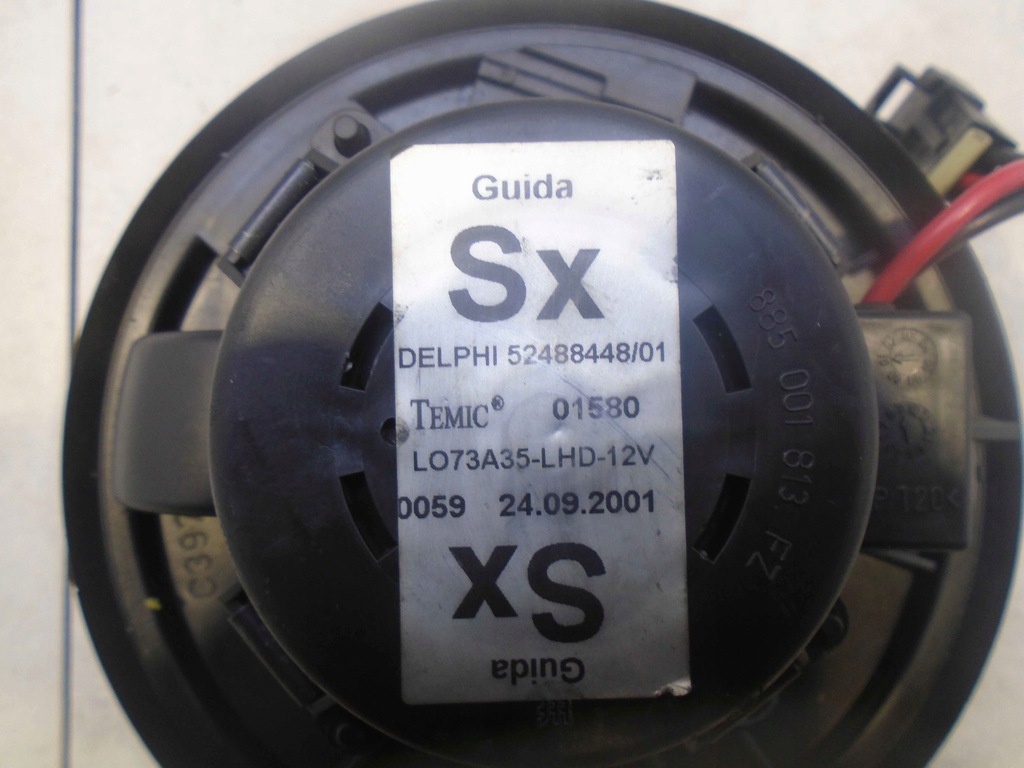 Guida
Sx
DELPHI 52488448/01
TEMIC® 01580
LO73A35-LHD-12V
0059 24.09.2001
Sx
Guida
885 001 813 FZ